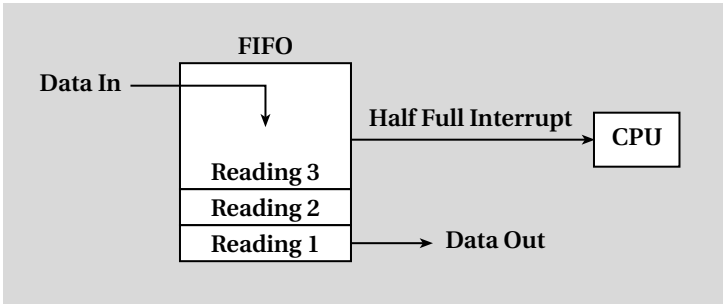 FIFO
Data In
Half Full Interrupt
CPU
Reading 3
Reading 2
Reading 1
Data Out